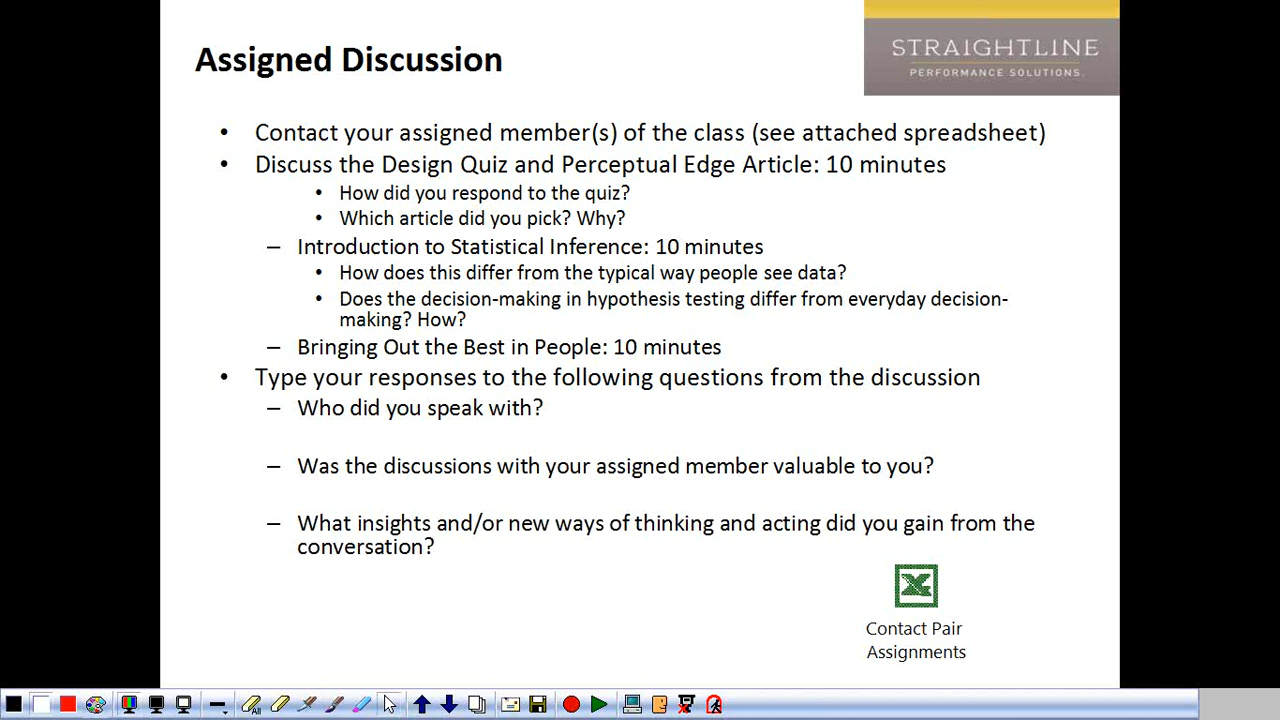 Assigned Discussion
STRAIGHTLINE
PERFORMANCE SOLUTIONS.
• Contact your assigned member(s) of the class (see attached spreadsheet)
• Discuss the Design Quiz and Perceptual Edge Article: 10 minutes
• How did you respond to the quiz?
• Which article did you pick? Why?
– Introduction to Statistical Inference: 10 minutes
• How does this differ from the typical way people see data?
• Does the decision-making in hypothesis testing differ from everyday decision-
making? How?
– Bringing Out the Best in People: 10 minutes
• Type your responses to the following questions from the discussion
– Who did you speak with?
– Was the discussions with your assigned member valuable to you?
– What insights and/or new ways of thinking and acting did you gain from the
conversation?
Contact Pair
Assignments
All